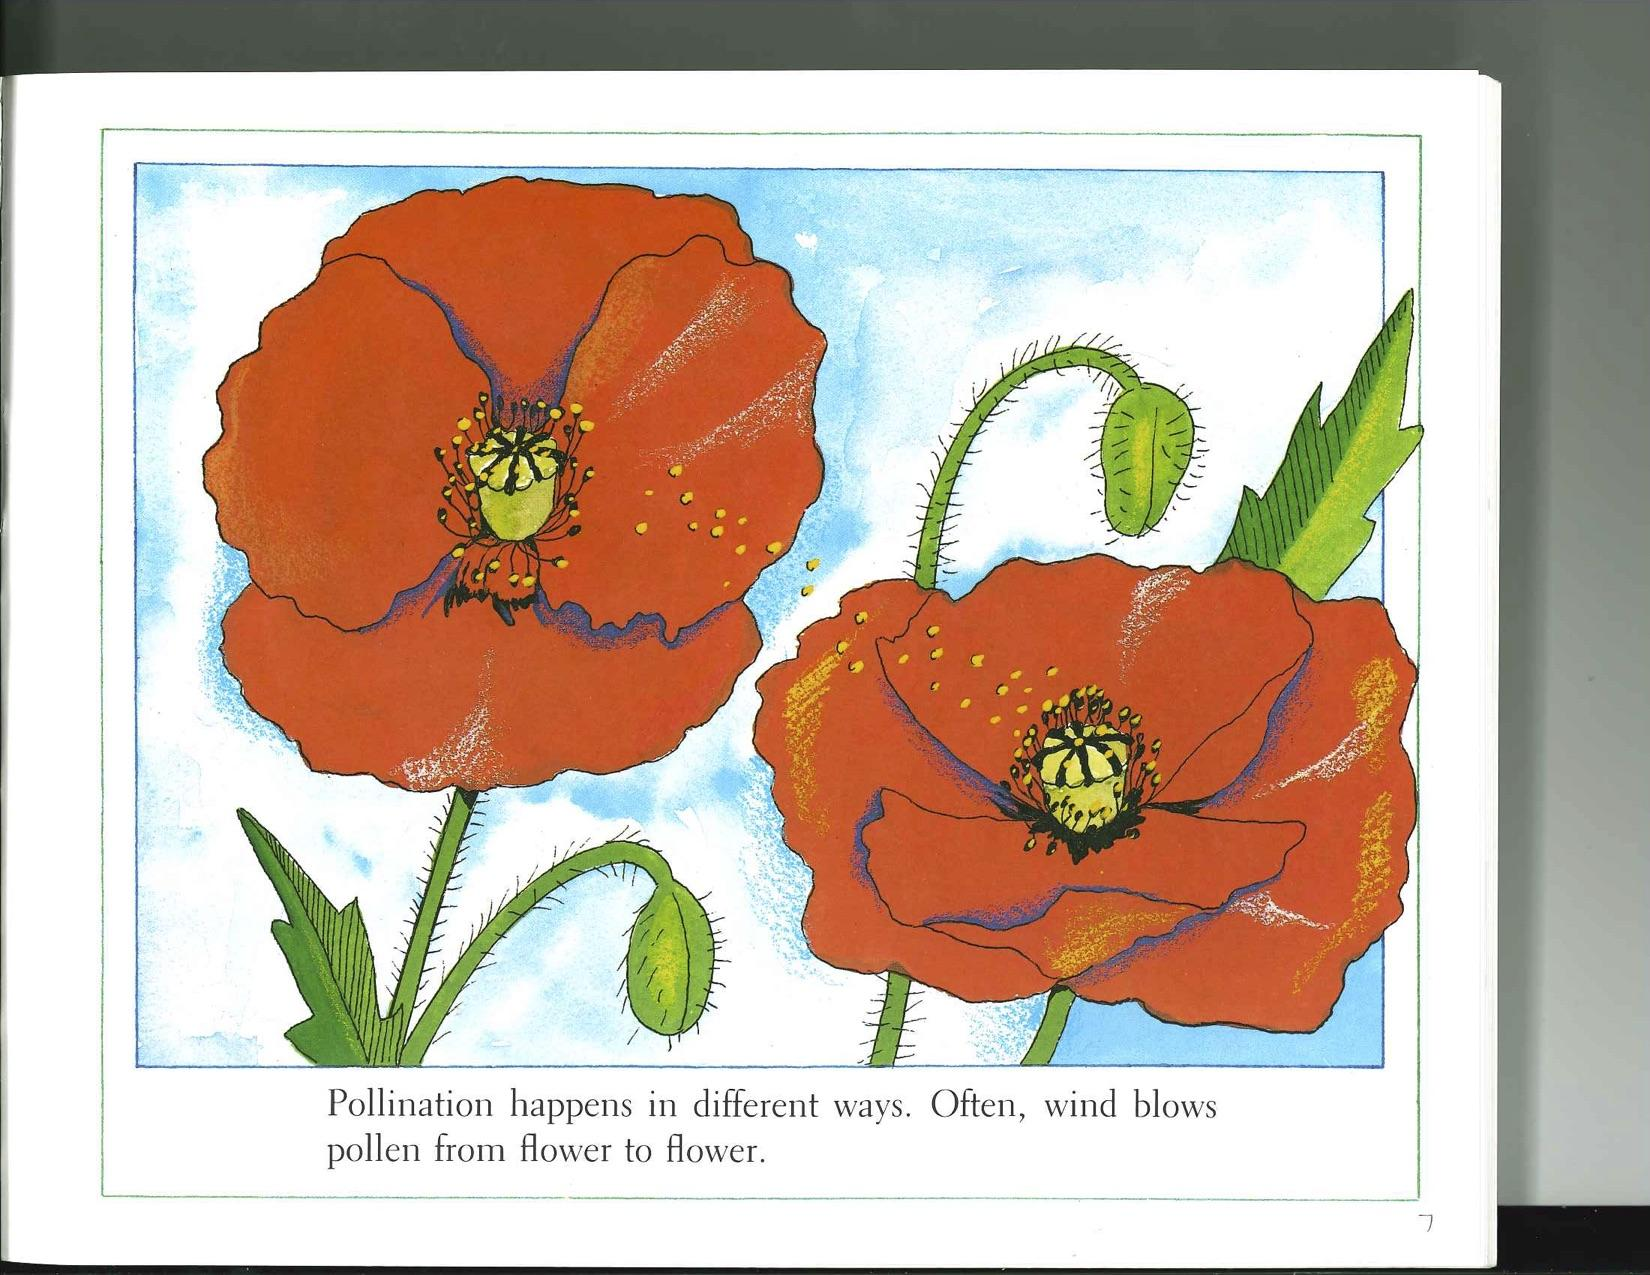 Pollination happens in different ways. Often, wind blows
pollen from flower to flower.
7